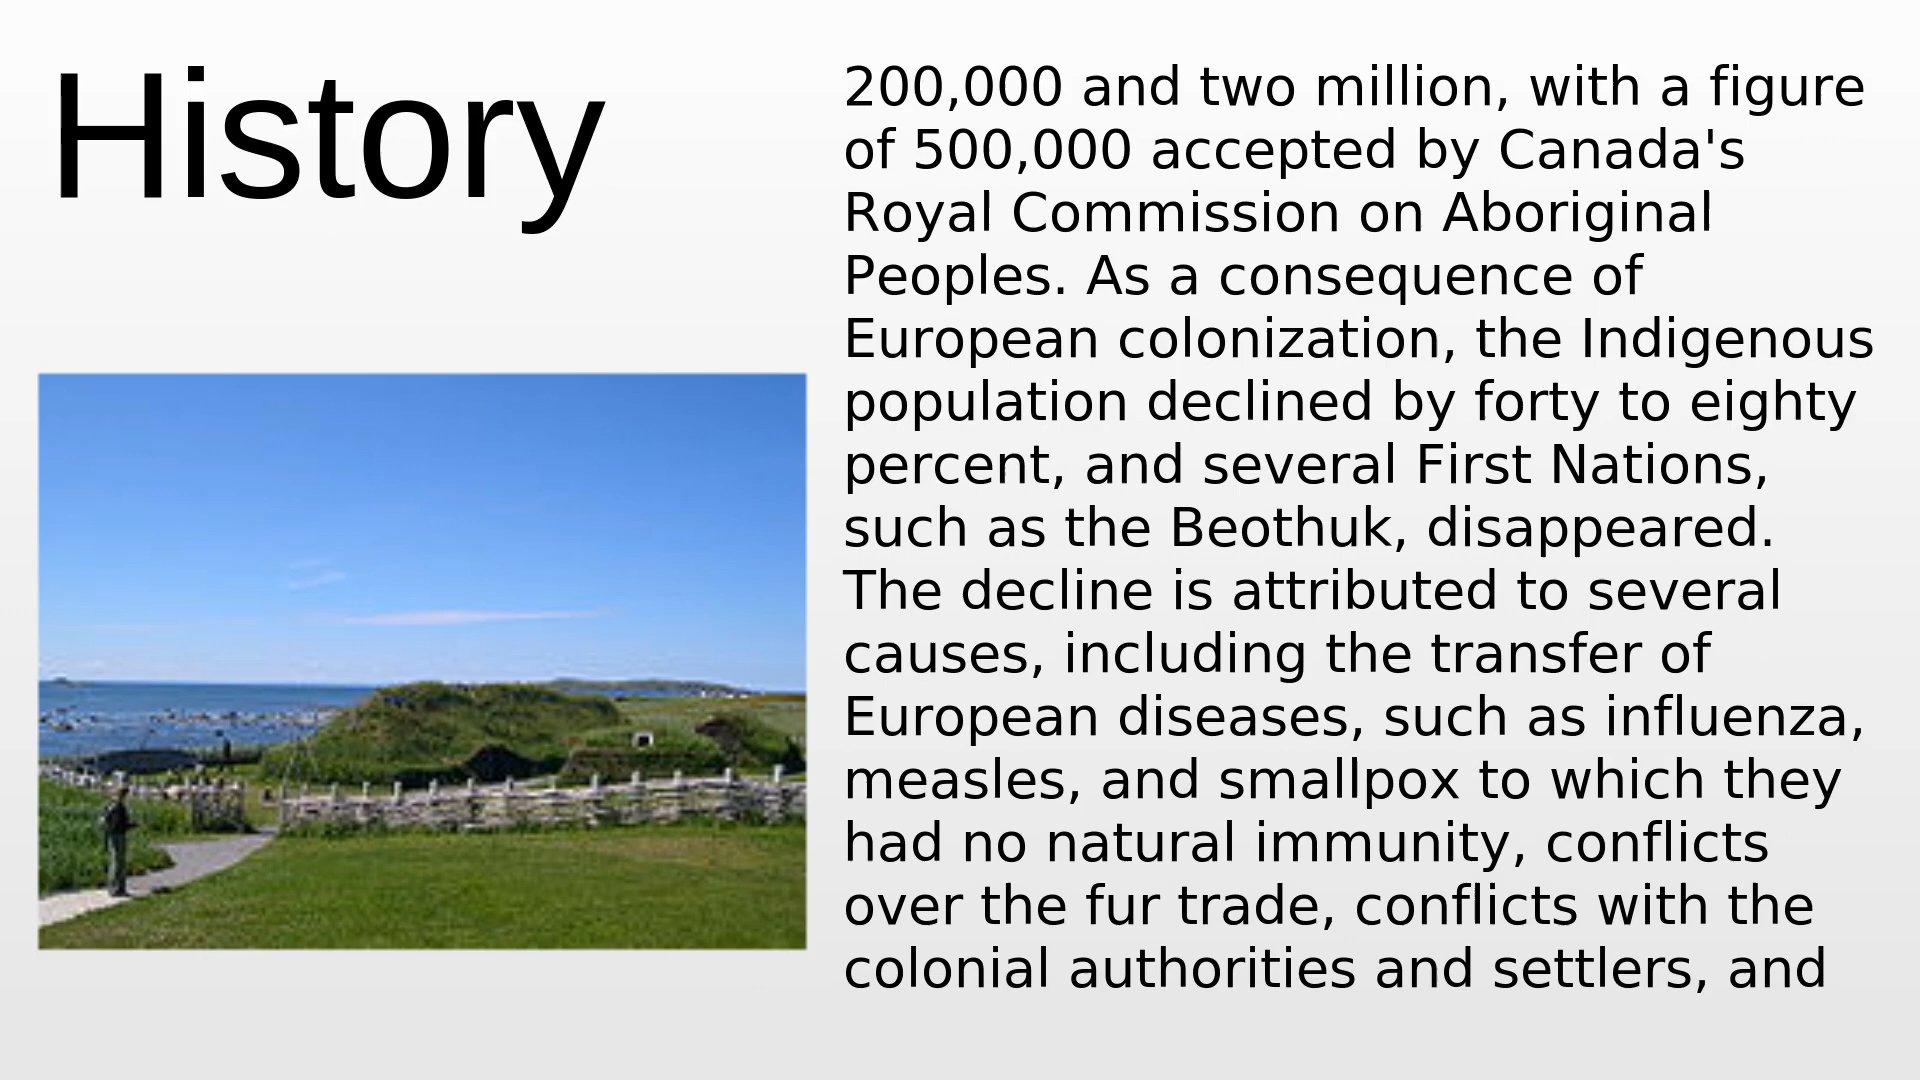 History
200,000 and two million, with a figure
of 500,000 accepted by Canada's
Royal Commission on Aboriginal
Peoples. As a consequence of
European colonization, the Indigenous
population declined by forty to eighty
percent, and several First Nations,
such as the Beothuk, disappeared.
The decline is attributed to several
causes, including the transfer of
European diseases, such as influenza,
measles, and smallpox to which they
had no natural immunity, conflicts
over the fur trade, conflicts with the
colonial authorities and settlers, and